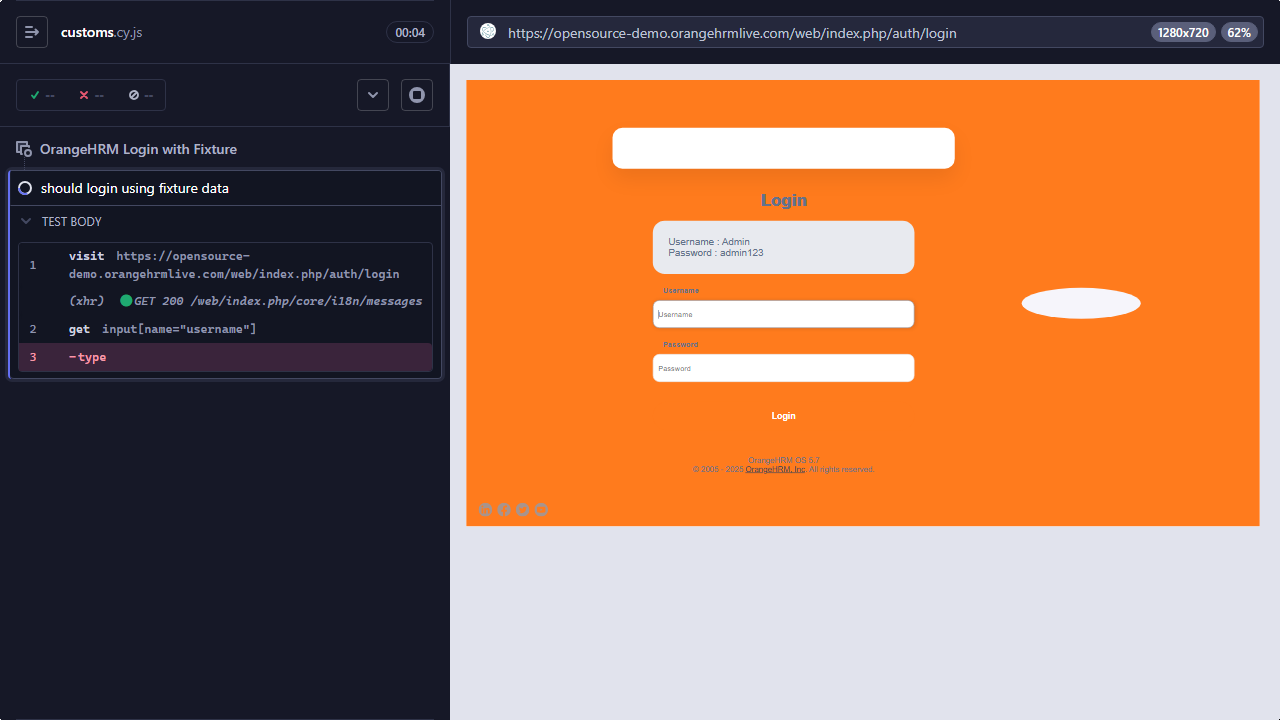 customs.cy.js
00:04
--
--
--
OrangeHRM Login with Fixture
should login using fixture data
TEST BODY
1 visit https://opensource-
demo.orangehrmlive.com/web/index.php/auth/login
(xhr) GET 200 /web/index.php/core/i18n/messages
2 get input[name="username"]
3 -type
https://opensource-demo.orangehrmlive.com/web/index.php/auth/login
1280x720
62%
Login
Username : Admin
Password : admin123
Username
Username
Password
Password
Login
OrangeHRM OS 5.7
© 2005 - 2025 OrangeHRM, Inc. All rights reserved.